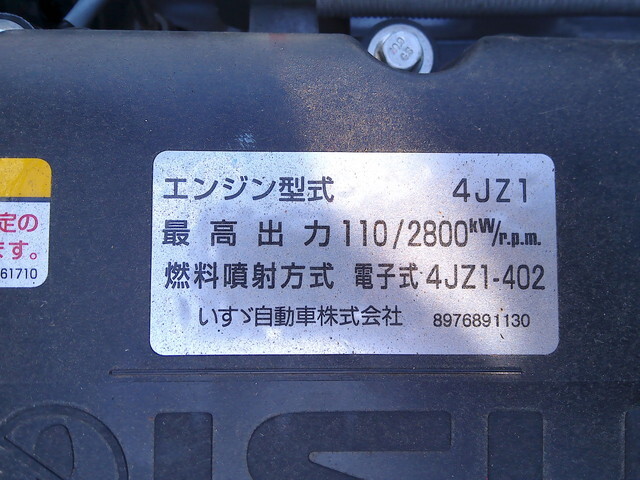 エンジン型式 4JZ1
最高出力 110/2800kW/r.p.m.
燃料噴射方式 電子式 4JZ1-402
いすゞ自動車株式会社 8976891130
定の
ます。
61710
ISU